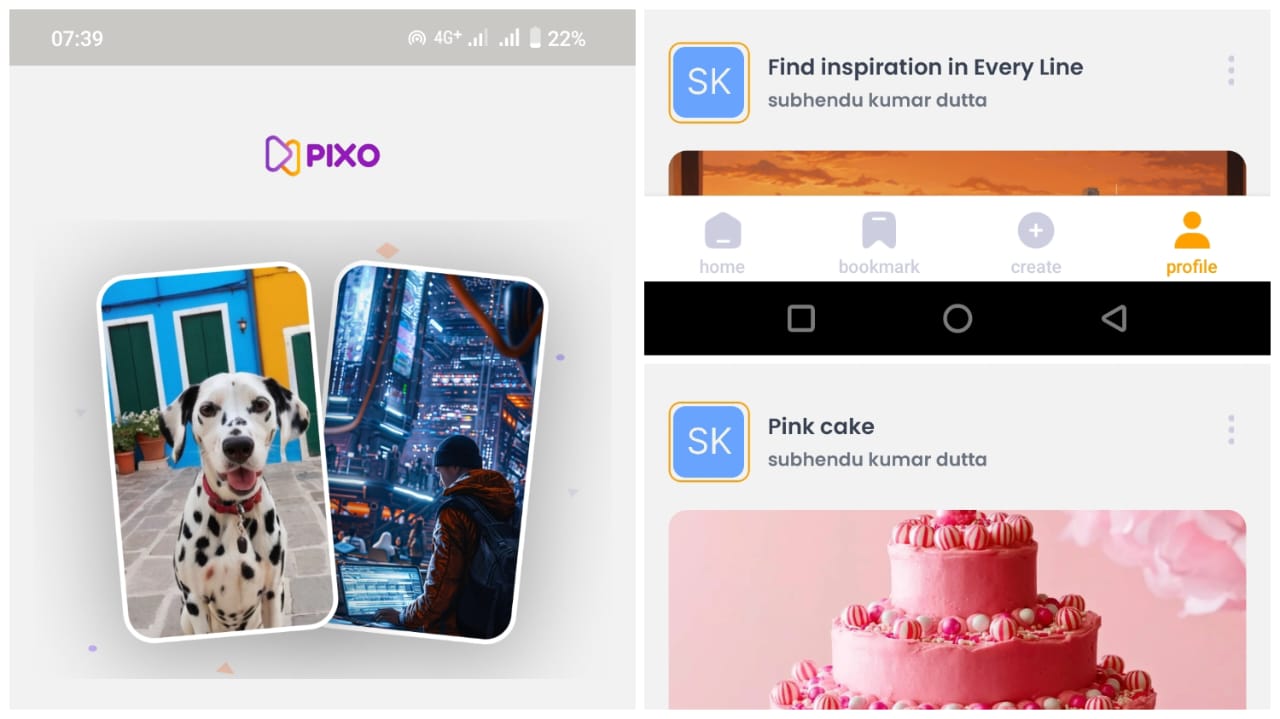 07:39
4G+
22%
PIXO
SK
Find inspiration in Every Line
subhendu kumar dutta
home
bookmark
create
profile
SK
Pink cake
subhendu kumar dutta